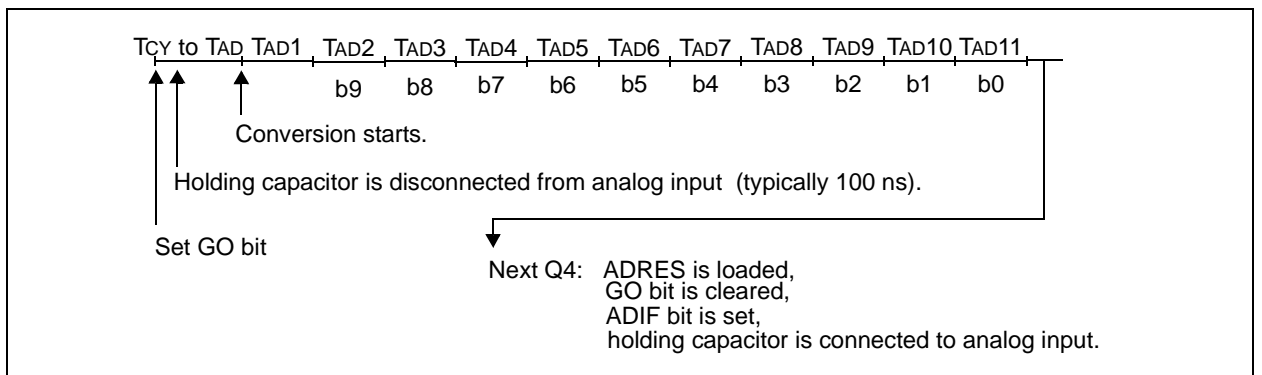 TCY to TAD TAD1 TAD2 TAD3 TAD4 TAD5 TAD6 TAD7 TAD8 TAD9 TAD10 TAD11
b9 b8 b7 b6 b5 b4 b3 b2 b1 b0
Conversion starts.
Holding capacitor is disconnected from analog input (typically 100 ns).
Set GO bit
Next Q4: ADRES is loaded,
GO bit is cleared,
ADIF bit is set,
holding capacitor is connected to analog input.